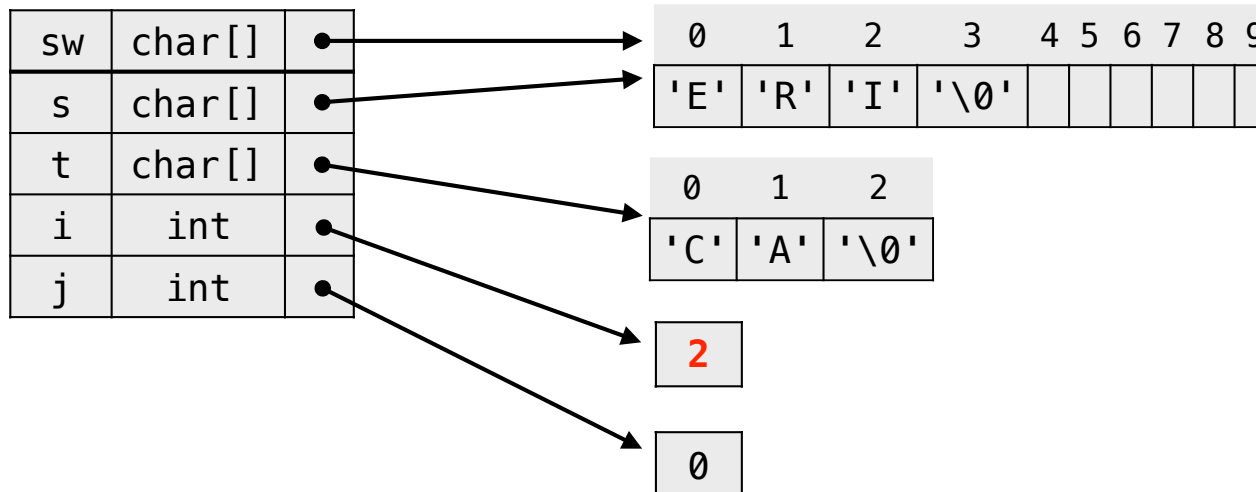 sw char[] 0 1 2 3 4 5 6 7 8 9
s char[] 'E' 'R' 'I' '\0'
t char[]
0 1 2
i int 'C' 'A' '\0'
j int
2
0